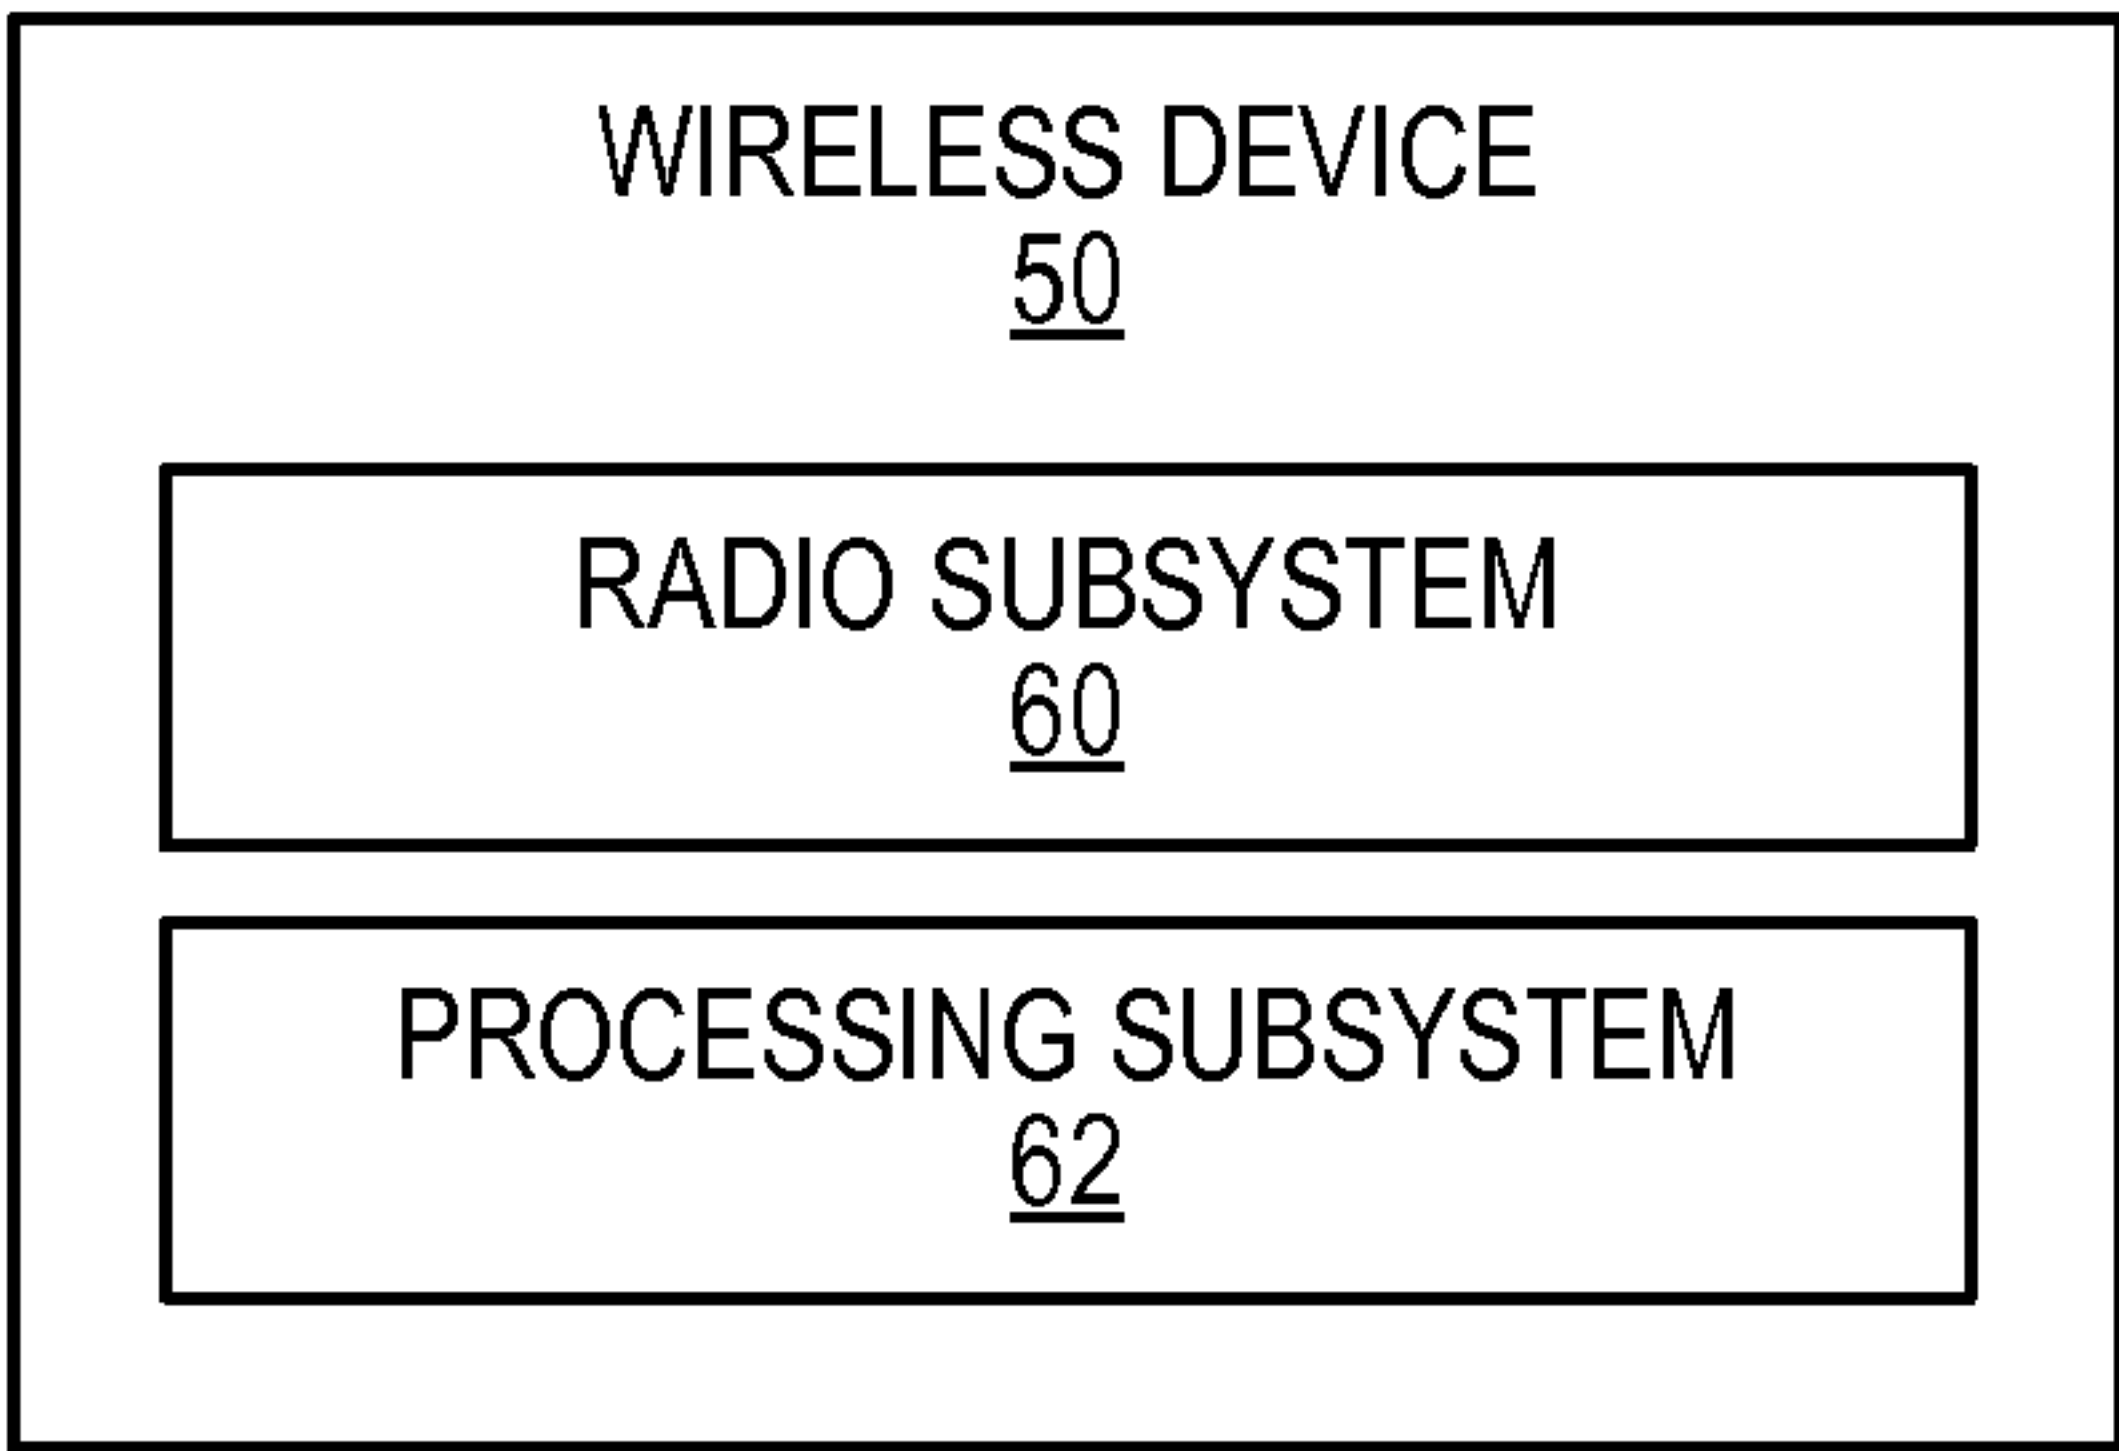 WIRELESS DEVICE
50
RADIO SUBSYSTEM
60
PROCESSING SUBSYSTEM
62